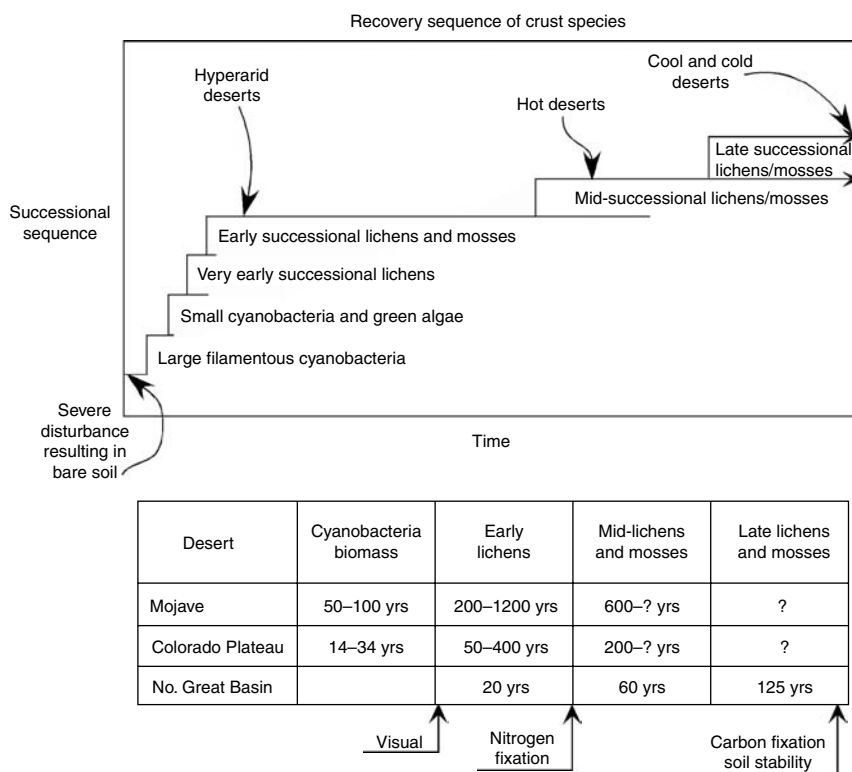 Recovery sequence of crust species
Hyperarid
deserts
Hot deserts
Cool and cold
deserts
Late successional
lichens/mosses
Mid-successional lichens/mosses
Successional
sequence
Early successional lichens and mosses
Very early successional lichens
Small cyanobacteria and green algae
Large filamentous cyanobacteria
Severe
disturbance
resulting in
bare soil
Time
Desert
Cyanobacteria
biomass
Early
lichens
Mid-lichens
and mosses
Late lichens
and mosses
Mojave
50–100 yrs
200–1200 yrs
600–? yrs
?
Colorado Plateau
14–34 yrs
50–400 yrs
200–? yrs
?
No. Great Basin
20 yrs
60 yrs
125 yrs
Visual
Nitrogen
fixation
Carbon fixation
soil stability